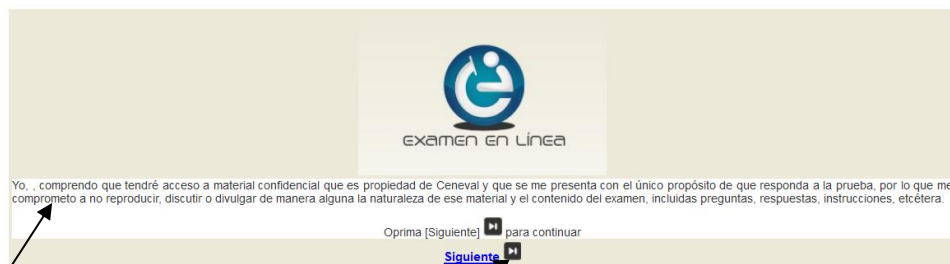 examen en Línea
Yo, , comprendo que tendré acceso a material confidencial que es propiedad de Ceneval y que se me presenta con el único propósito de que responda a la prueba, por lo que me
comprometo a no reproducir, discutir o divulgar de manera alguna la naturaleza de ese material y el contenido del examen, incluidas preguntas, respuestas, instrucciones, etcétera.
Oprima [Siguiente] para continuar
Siguiente